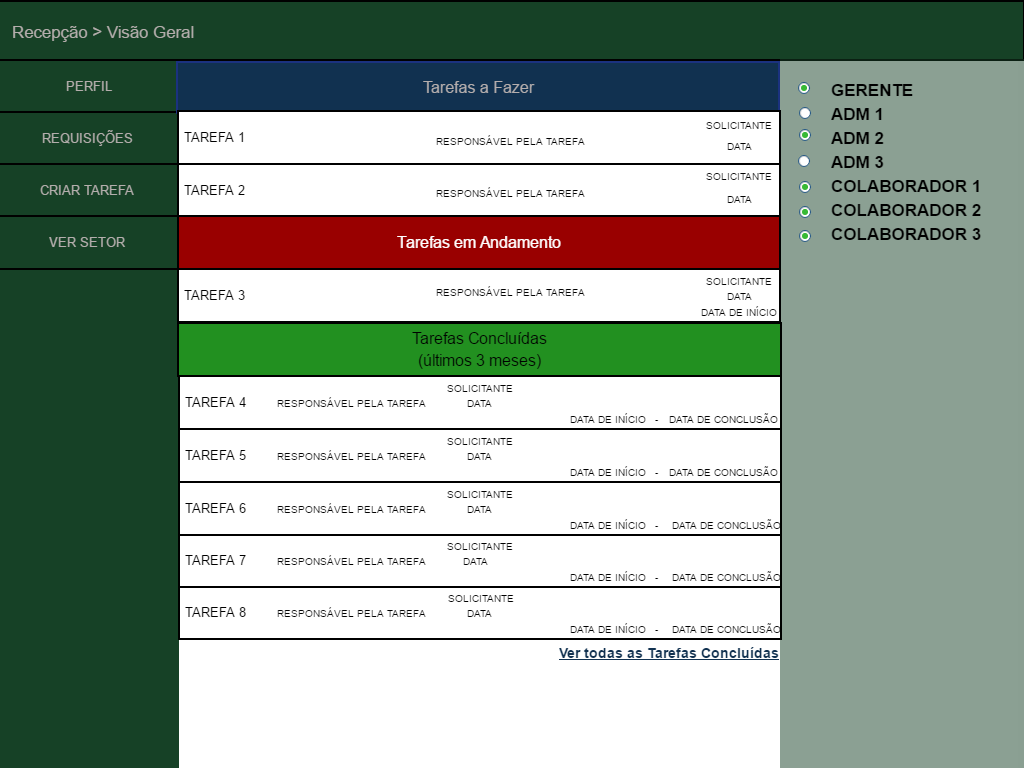 Recepção > Visão Geral
PERFIL
REQUISIÇÕES
CRIAR TAREFA
VER SETOR
Tarefas a Fazer
TAREFA 1
RESPONSÁVEL PELA TAREFA
SOLICITANTE
DATA
TAREFA 2
RESPONSÁVEL PELA TAREFA
SOLICITANTE
DATA
Tarefas em Andamento
TAREFA 3
RESPONSÁVEL PELA TAREFA
SOLICITANTE
DATA
DATA DE INÍCIO
Tarefas Concluídas
(últimos 3 meses)
TAREFA 4
RESPONSÁVEL PELA TAREFA
SOLICITANTE
DATA
DATA DE INÍCIO - DATA DE CONCLUSÃO
TAREFA 5
RESPONSÁVEL PELA TAREFA
SOLICITANTE
DATA
DATA DE INÍCIO - DATA DE CONCLUSÃO
TAREFA 6
RESPONSÁVEL PELA TAREFA
SOLICITANTE
DATA
DATA DE INÍCIO - DATA DE CONCLUSÃO
TAREFA 7
RESPONSÁVEL PELA TAREFA
SOLICITANTE
DATA
DATA DE INÍCIO - DATA DE CONCLUSÃO
TAREFA 8
RESPONSÁVEL PELA TAREFA
SOLICITANTE
DATA
DATA DE INÍCIO - DATA DE CONCLUSÃO
Ver todas as Tarefas Concluídas
GERENTE
ADM 1
ADM 2
ADM 3
COLABORADOR 1
COLABORADOR 2
COLABORADOR 3